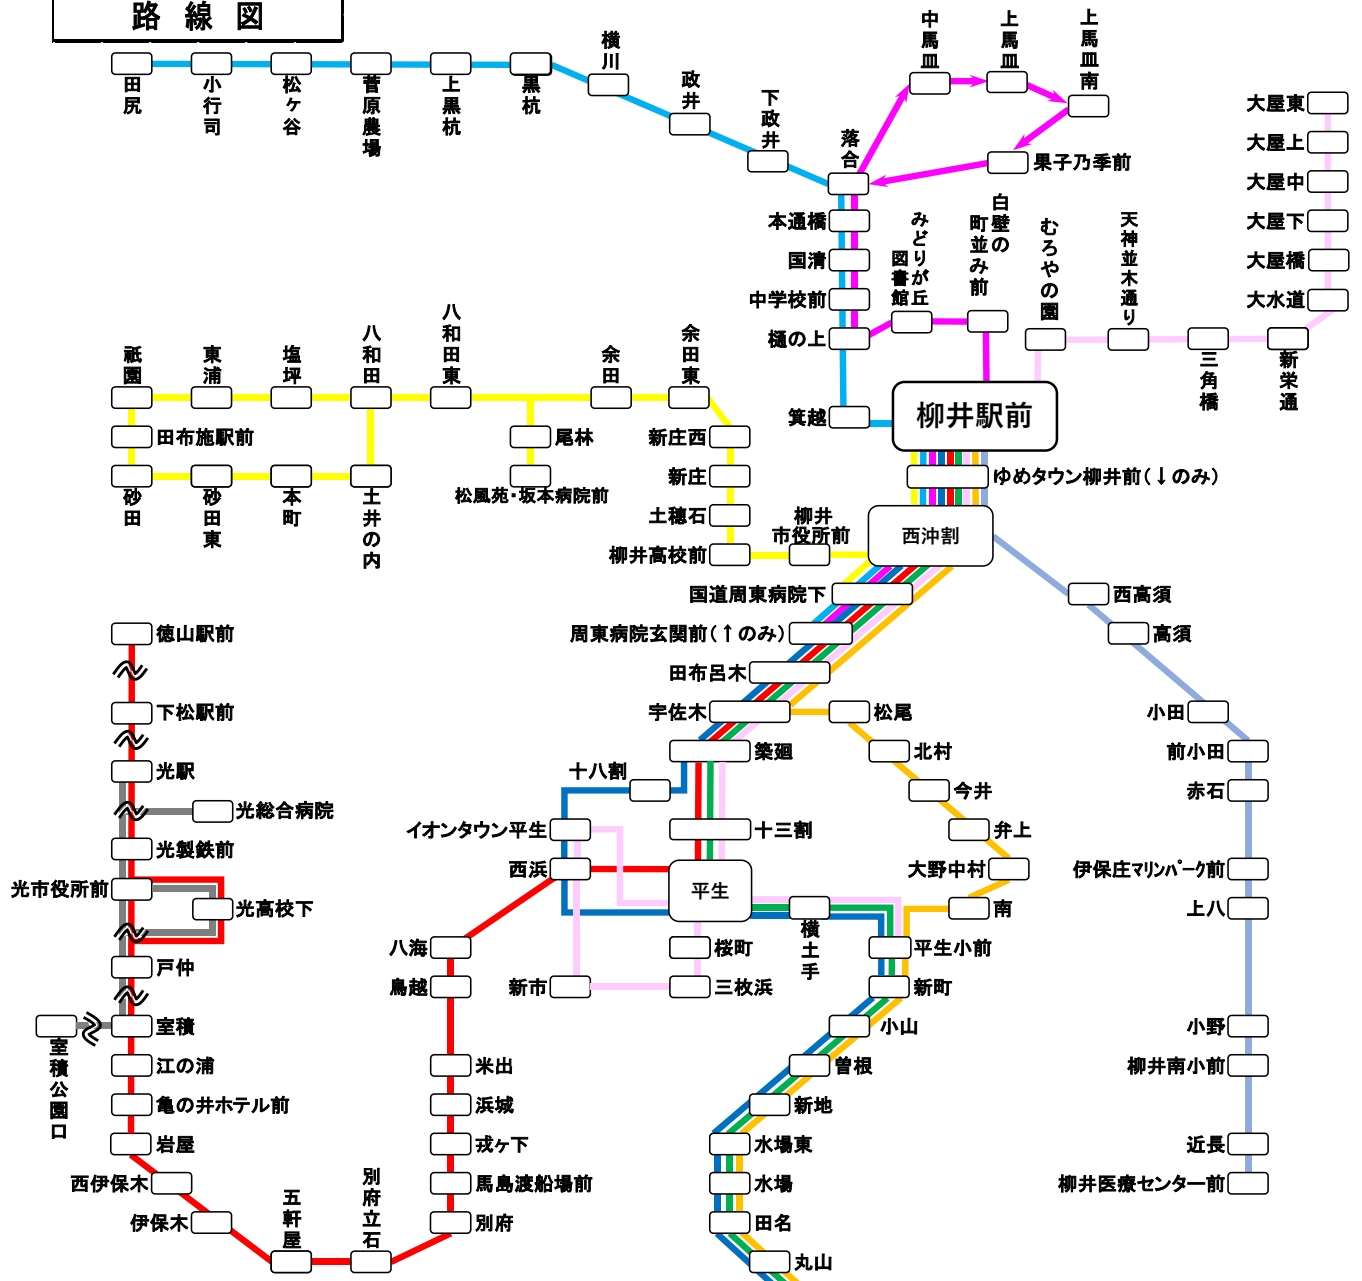 路線図
田尻
小行司
松ヶ谷
菅原農場
上黒杭
黒杭
横川
政井
下政井
落合
中馬皿
上馬皿
上馬皿南
果子乃季前
本通橋
国清
中学校前
樋の上
箕越
みどりが丘
図書館
白壁の
町並み前
むろやの園
天神並木通り
三角橋
新栄通
大屋東
大屋上
大屋中
大屋下
大屋橋
大水道
柳井駅前
ゆめタウン柳井前(↓のみ)
西沖割
祇園
東浦
塩坪
八和田
八和田東
余田
余田東
田布施駅前
尾林
砂田
砂田東
本町
土井の内
松風苑・坂本病院前
新庄西
新庄
土穂石
柳井高校前
柳井
市役所前
国道周東病院下
周東病院玄関前(↑のみ)
田布呂木
宇佐木
築廻
松尾
北村
今井
弁上
大野中村
南
西高須
高須
小田
前小田
赤石
伊保庄マリンパーク前
上八
小野
柳井南小前
近長
柳井医療センター前
十八割
イオンタウン平生
西浜
十三割
平生
桜町
三枚浜
新市
横土手
平生小前
新町
小山
曽根
新地
水場東
水場
田名
丸山
徳山駅前
下松駅前
光駅
光総合病院
光製鉄前
光市役所前
光高校下
戸仲
室積
室積公園口
江の浦
亀の井ホテル前
岩屋
西伊保木
伊保木
五軒屋
別府立石
別府
馬島渡船場前
戎ヶ下
浜城
米出
鳥越
八海